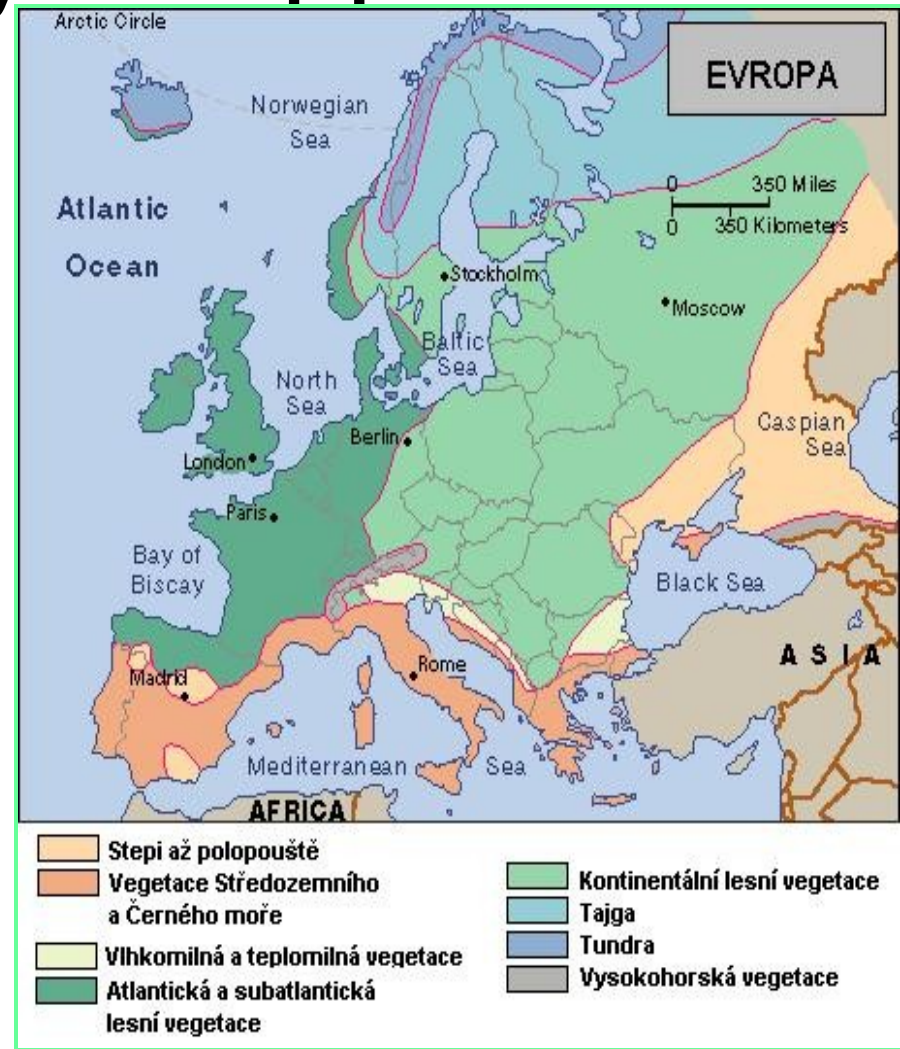 Arctic Circle
EVROPA
Norwegian
Sea
0 350 Miles
0 350 Kilometers
Atlantic
Ocean
Stockholm
Moscow
Baltic
Sea
North
Sea
Caspian
Sea
Berlin
London
Paris
Bay of
Biscay
Black Sea
A S I A
Rome
Madrid
Mediterranean Sea
AFRICA
Stepi až polopouště
Vegetace Středozemního
a Černého moře
Vlhkomilná a teplomilná vegetace
Atlantická a subatlantická
lesní vegetace
Kontinentální lesní vegetace
Tajga
Tundra
Vysokohorská vegetace